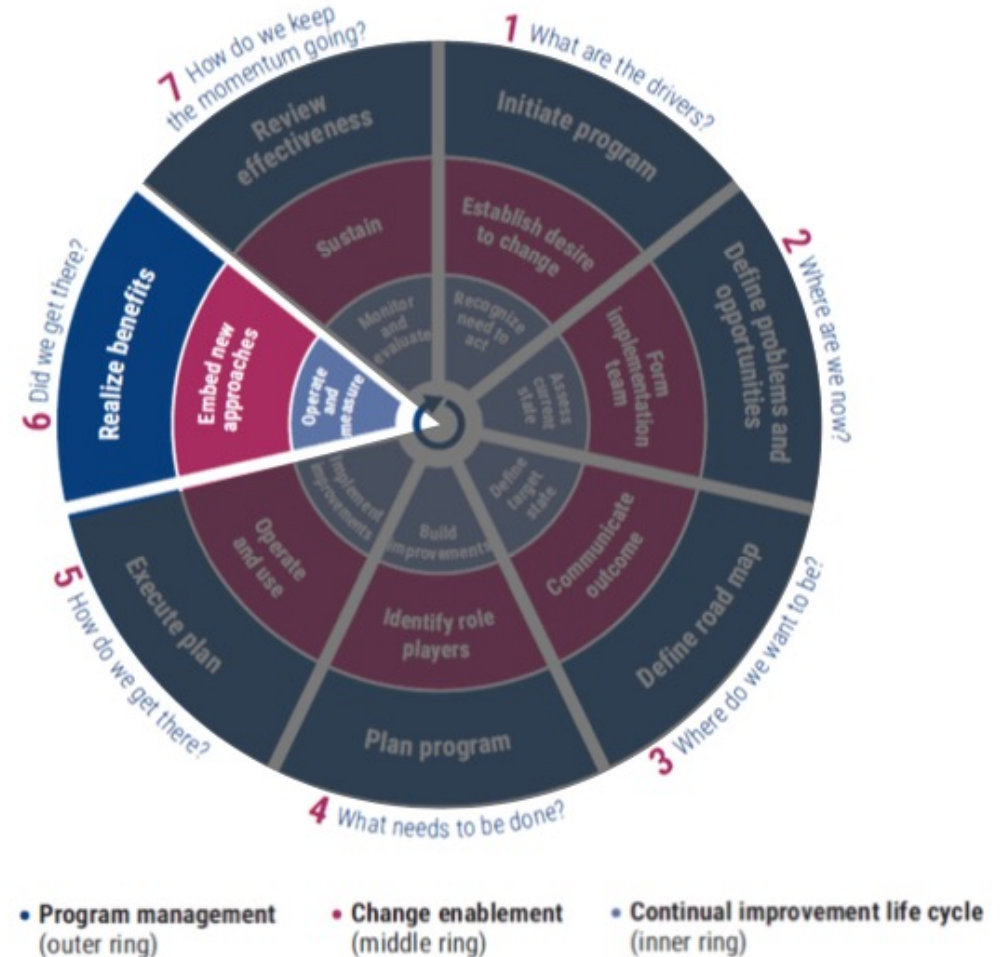 1 What are the drivers?
Initiate program
Establish desire
to change
Recognize
need to
act
2 Where are we now?
Define problems and
opportunities
Form
implementation
team
Assess
current
state
3 Where do we want to be?
Define road map
Communicate
outcome
Define
target
state
4 What needs to be done?
Plan program
Identify role
players
Build
improvements
5 How do we get there?
Execute plan
Operate
and use
Implement
improvements
6 Did we get there?
Realize benefits
Embed new
approaches
Operate
and
measure
7 How do we keep
the momentum going?
Review
effectiveness
Sustain
Monitor
and
evaluate
• Program management
(outer ring)
• Change enablement
(middle ring)
• Continual improvement life cycle
(inner ring)